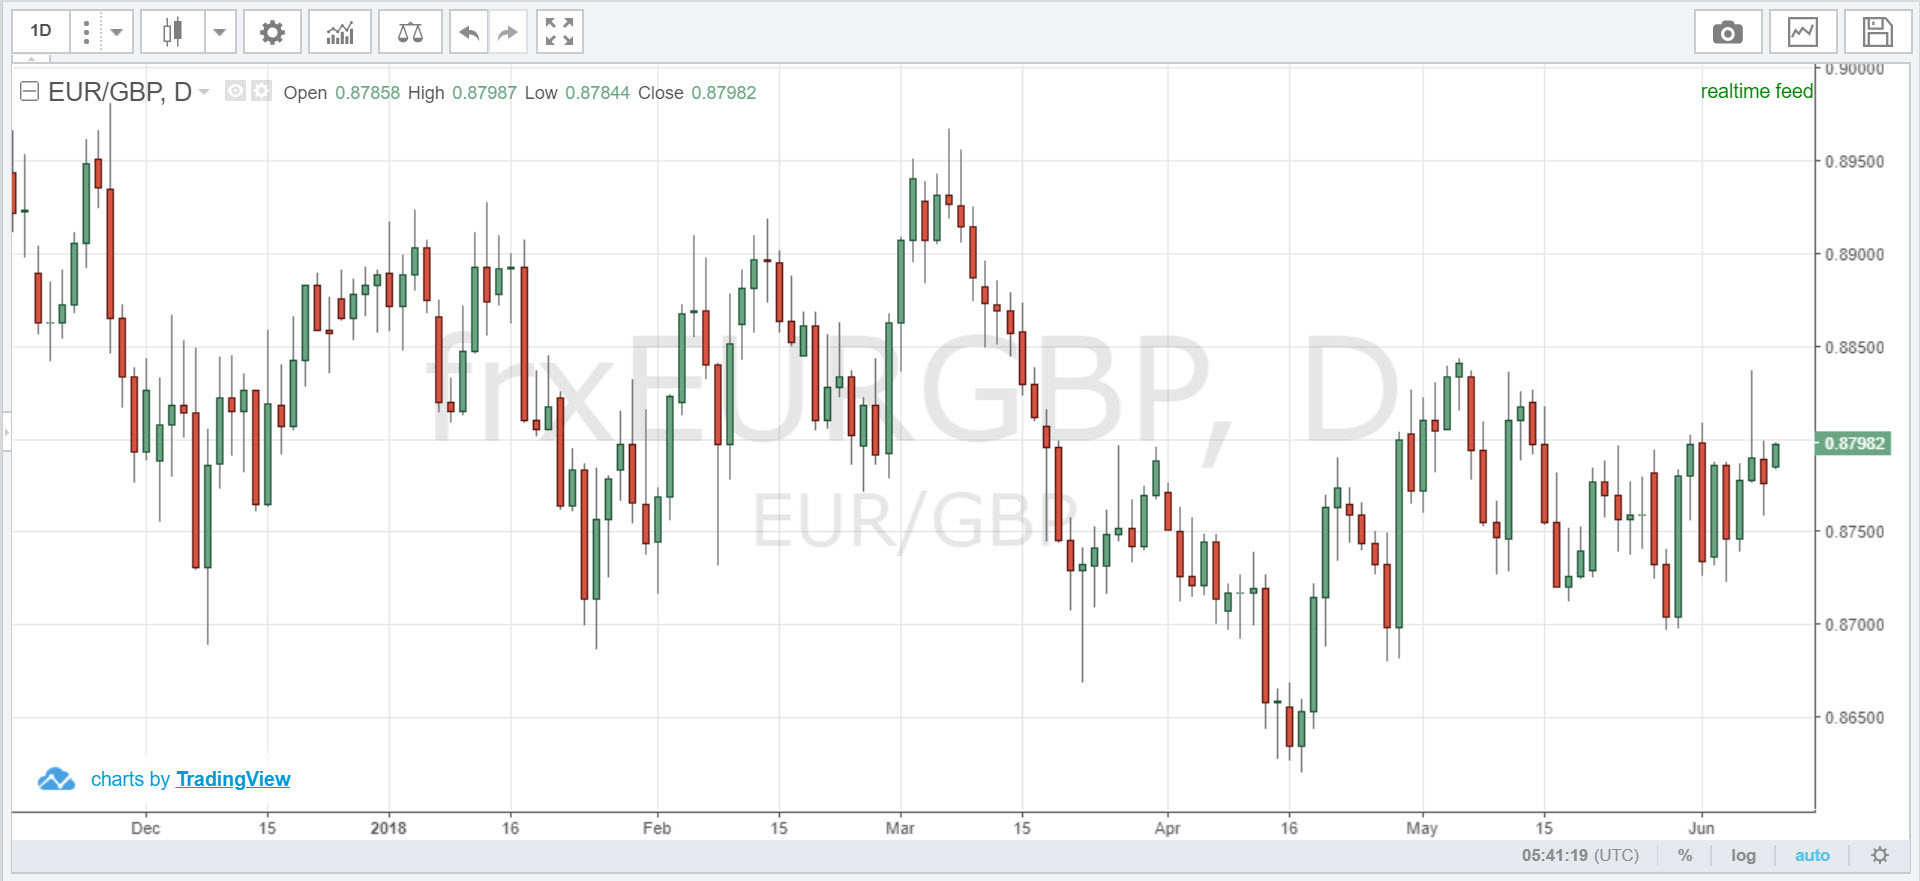 1D
EUR/GBP, D Open 0.87858 High 0.87987 Low 0.87844 Close 0.87982
realtime feed
0.90000
0.89500
0.89000
0.88500
0.87982
0.87500
0.87000
0.86500
frxEURGBP, D
EUR/GBP
charts by TradingView
Dec 15 2018 16 Feb 15 Mar 15 Apr 16 May 15 Jun
05:41:19 (UTC) % log auto